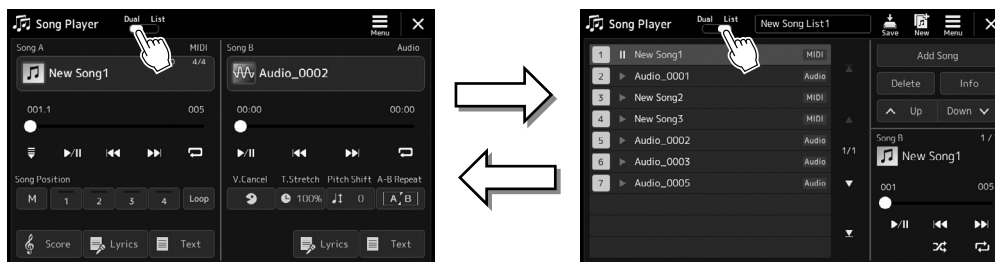 Song Player Dual List Menu
Song A MIDI
4/4
New Song1
001.1 005
Song Position
M 1 2 3 4 Loop
Score Lyrics Text
Song B Audio
Audio_0002
00:00 00:00
V.Cancel T.Stretch Pitch Shift A-B Repeat
100% 0 A B
Lyrics Text
Song Player Dual List New Song List1 Save New Menu
1 New Song1 MIDI
2 Audio_0001 Audio
3 New Song2 MIDI
4 New Song3 MIDI
5 Audio_0002 Audio
6 Audio_0003 Audio
7 Audio_0005 Audio
1/1
Add Song
Delete Info
Up Down
Song B 1 /
New Song1
001 005